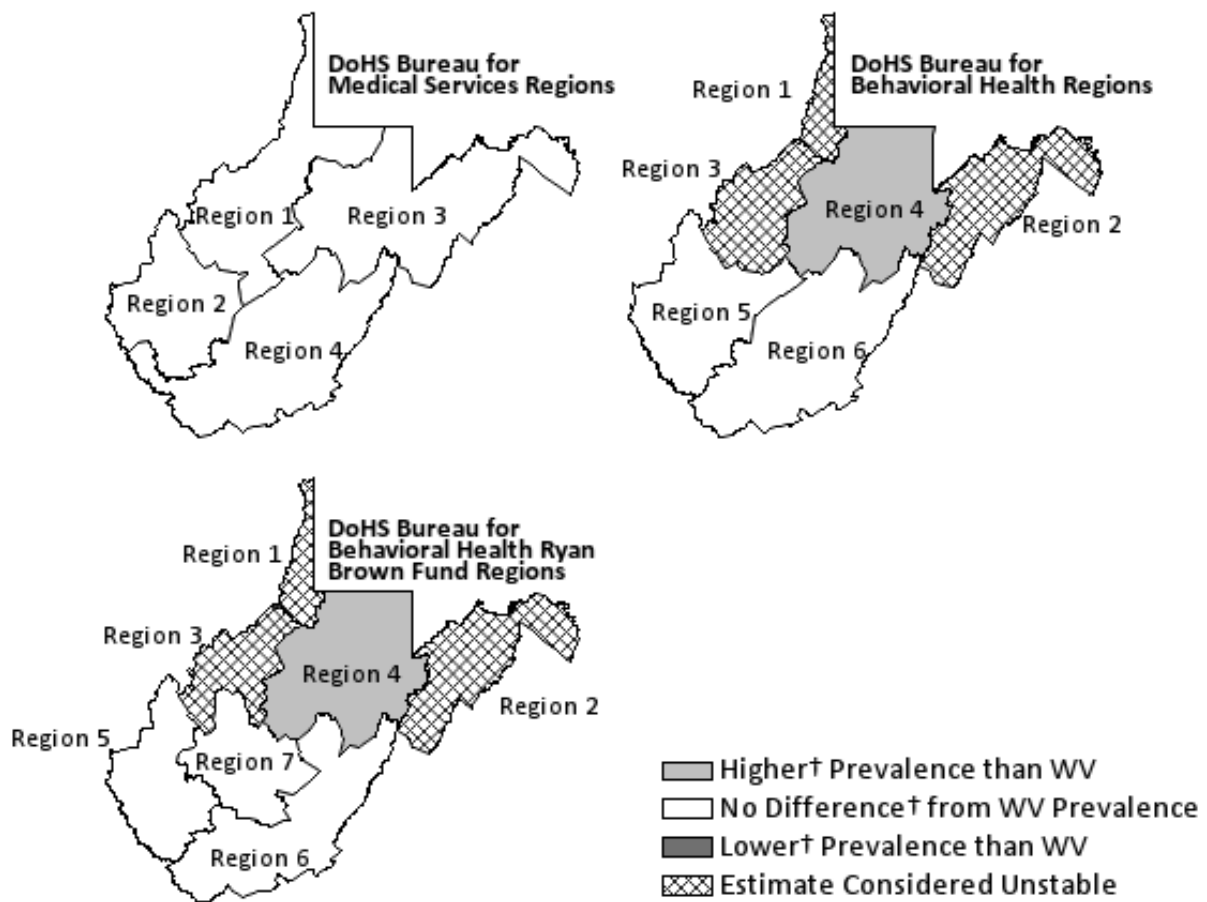 DoHS Bureau for
Medical Services Regions
Region 1
Region 3
Region 2
Region 4
DoHS Bureau for
Behavioral Health Regions
Region 1
Region 3
Region 4
Region 2
Region 5
Region 6
DoHS Bureau for
Behavioral Health Ryan
Brown Fund Regions
Region 1
Region 3
Region 4
Region 2
Region 5
Region 7
Region 6
Higher† Prevalence than WV
No Difference† from WV Prevalence
Lower† Prevalence than WV
Estimate Considered Unstable